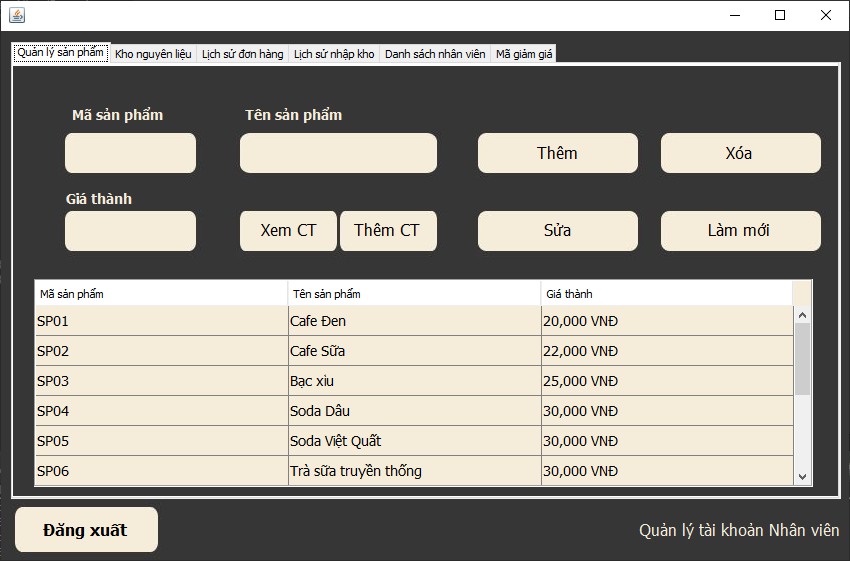 Quản lý sản phẩm Kho nguyên liệu Lịch sử đơn hàng Lịch sử nhập kho Danh sách nhân viên Mã giảm giá
Mã sản phẩm Tên sản phẩm
Thêm Xóa
Giá thành
Xem CT Thêm CT Sửa Làm mới
Mã sản phẩm Tên sản phẩm Giá thành
SP01 Cafe Đen 20,000 VNĐ
SP02 Cafe Sữa 22,000 VNĐ
SP03 Bạc xỉu 25,000 VNĐ
SP04 Soda Dâu 30,000 VNĐ
SP05 Soda Việt Quất 30,000 VNĐ
SP06 Trà sữa truyền thống 30,000 VNĐ
Đăng xuất Quản lý tài khoản Nhân viên